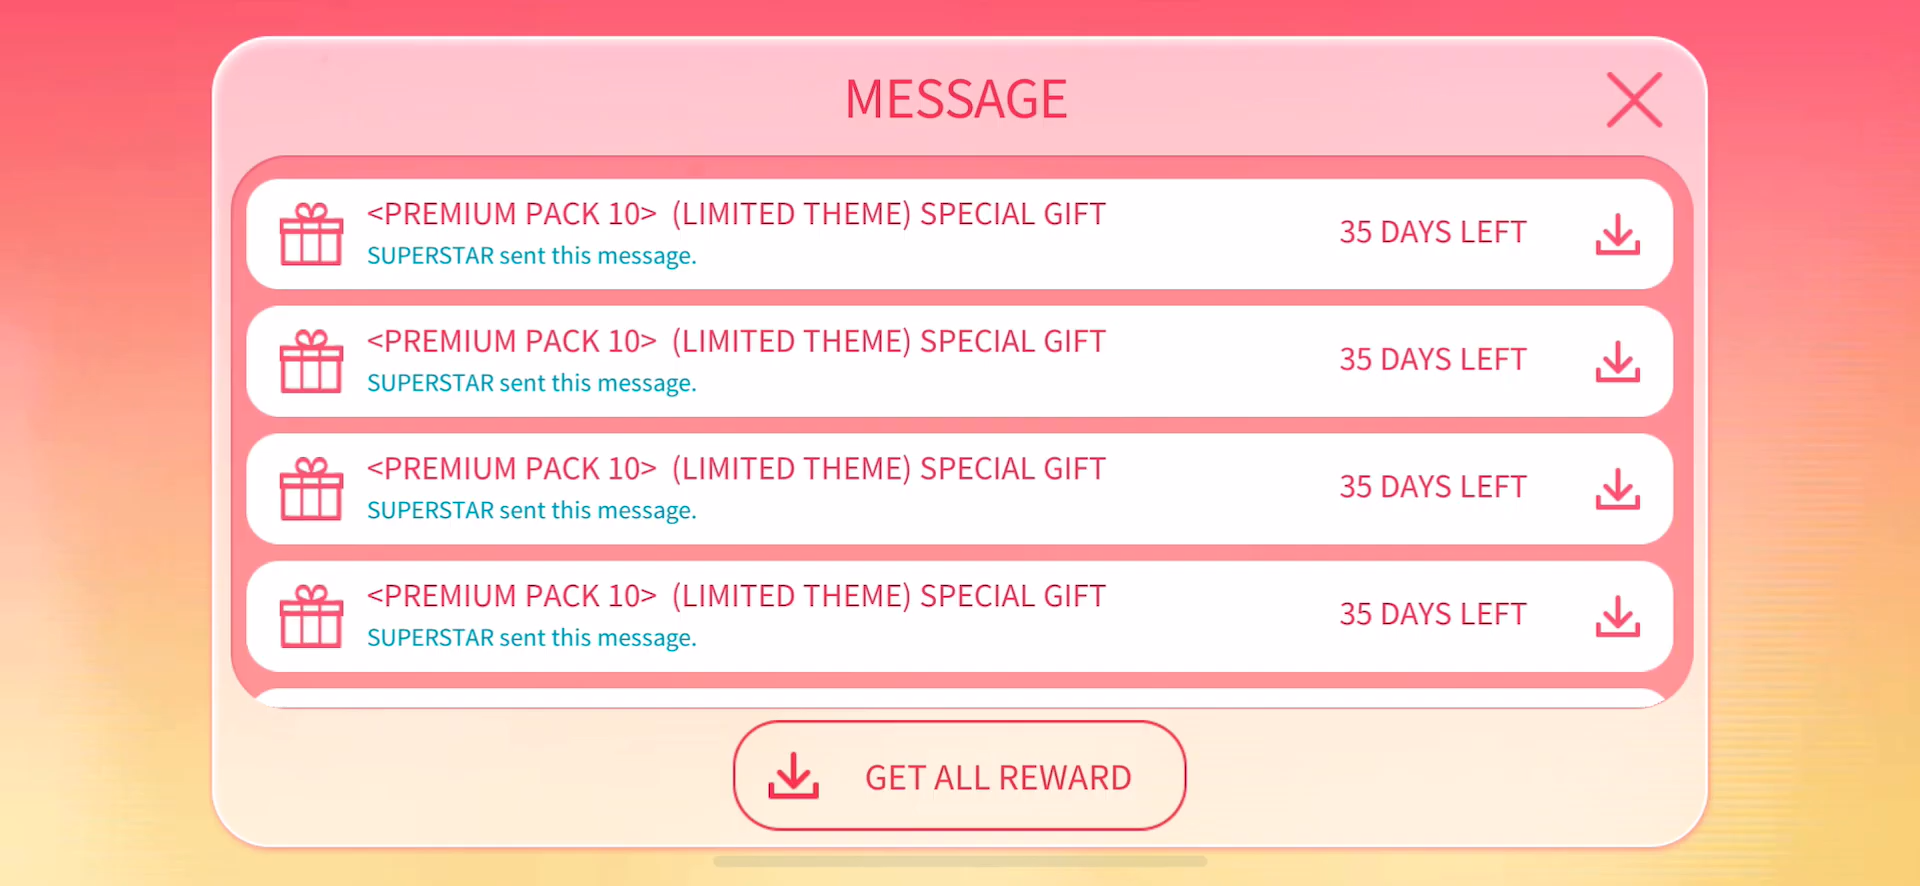 MESSAGE
<PREMIUM PACK 10> (LIMITED THEME) SPECIAL GIFT
SUPERSTAR sent this message.
35 DAYS LEFT
<PREMIUM PACK 10> (LIMITED THEME) SPECIAL GIFT
SUPERSTAR sent this message.
35 DAYS LEFT
<PREMIUM PACK 10> (LIMITED THEME) SPECIAL GIFT
SUPERSTAR sent this message.
35 DAYS LEFT
<PREMIUM PACK 10> (LIMITED THEME) SPECIAL GIFT
SUPERSTAR sent this message.
35 DAYS LEFT
GET ALL REWARD